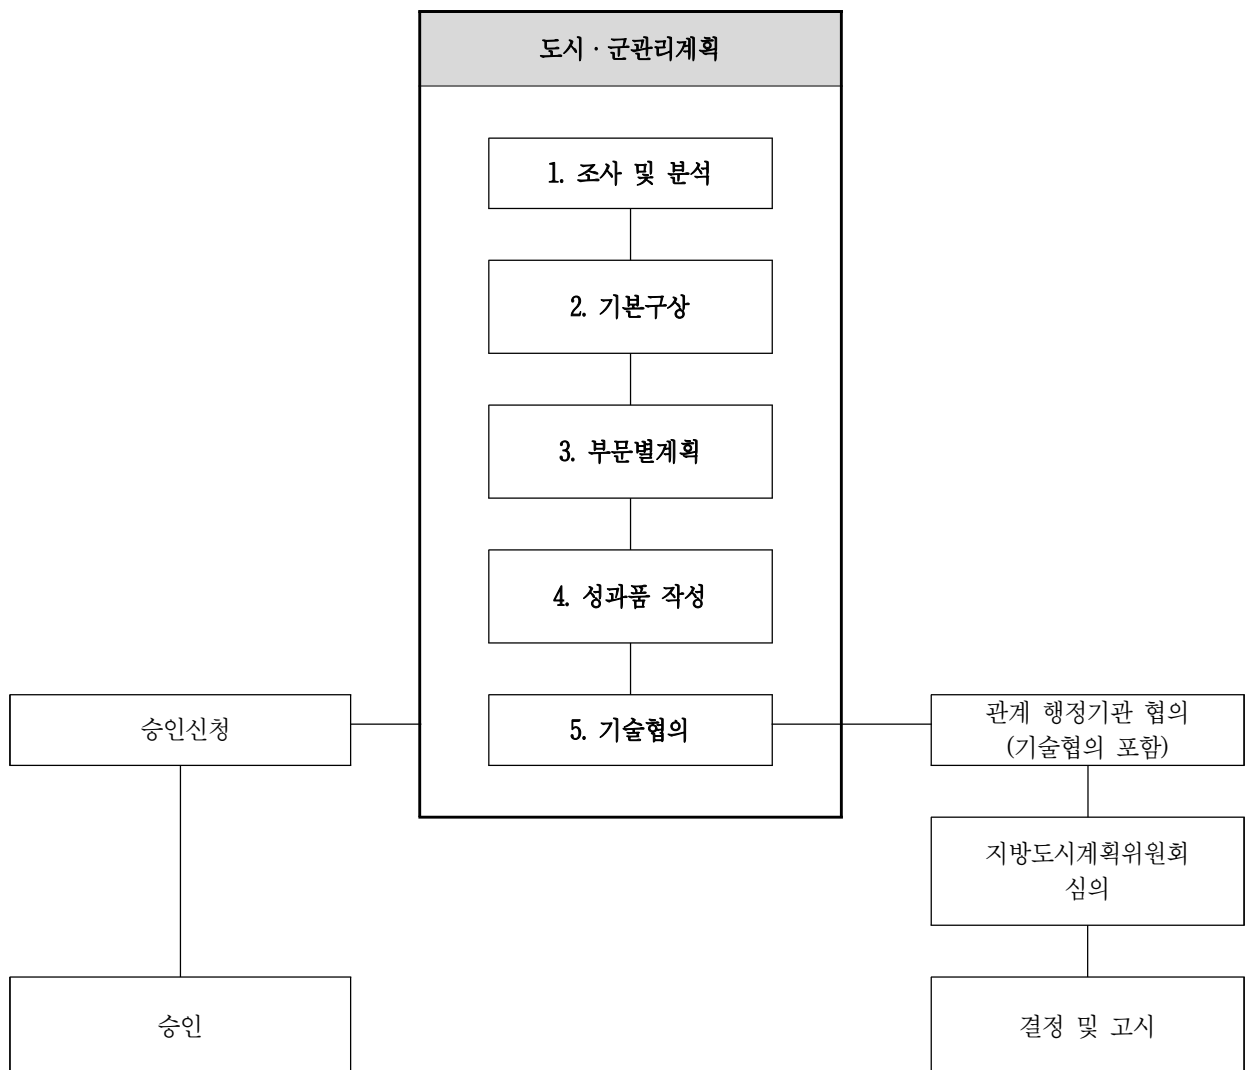 도시 · 군관리계획
1. 조사 및 분석
2. 기본구상
3. 부문별계획
4. 성과품 작성
5. 기술협의
승인신청
승인
관계 행정기관 협의
(기술협의 포함)
지방도시계획위원회
심의
결정 및 고시